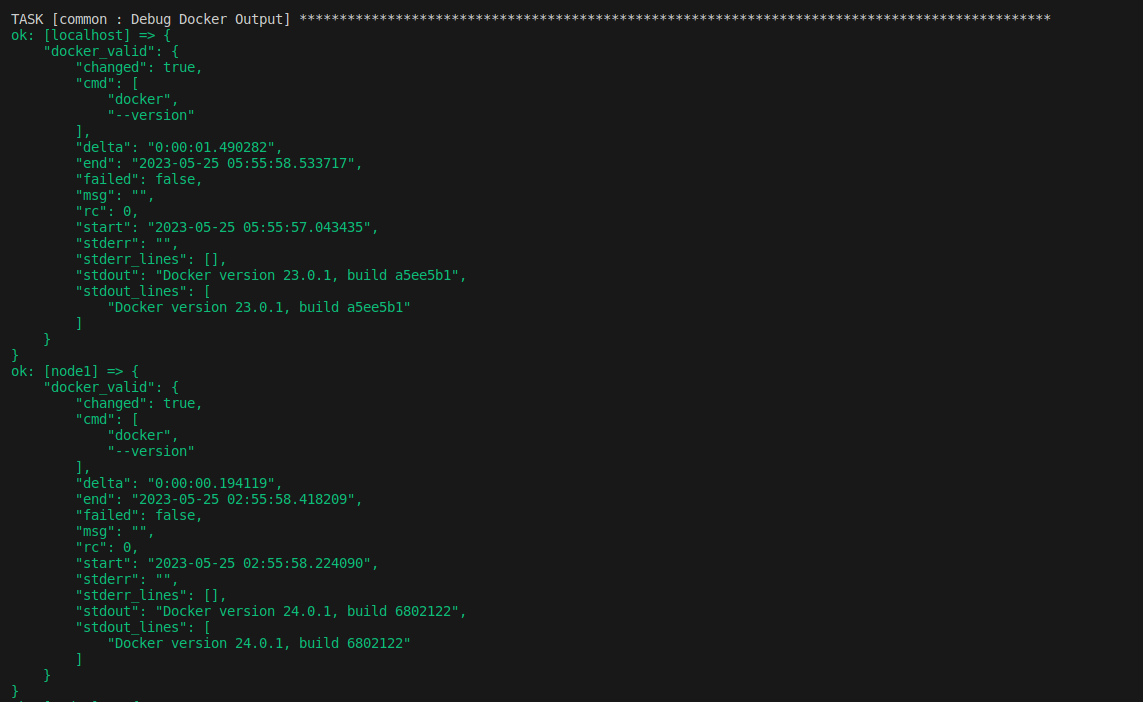 TASK [common : Debug Docker Output] **********************************************************************************************
ok: [localhost] => {
    "docker_valid": {
        "changed": true,
        "cmd": [
            "docker",
            "--version"
        ],
        "delta": "0:00:01.490282",
        "end": "2023-05-25 05:55:58.533717",
        "failed": false,
        "msg": "",
        "rc": 0,
        "start": "2023-05-25 05:55:57.043435",
        "stderr": "",
        "stderr_lines": [],
        "stdout": "Docker version 23.0.1, build a5ee5b1",
        "stdout_lines": [
            "Docker version 23.0.1, build a5ee5b1"
        ]
    }
}
ok: [node1] => {
    "docker_valid": {
        "changed": true,
        "cmd": [
            "docker",
            "--version"
        ],
        "delta": "0:00:00.194119",
        "end": "2023-05-25 02:55:58.418209",
        "failed": false,
        "msg": "",
        "rc": 0,
        "start": "2023-05-25 02:55:58.224090",
        "stderr": "",
        "stderr_lines": [],
        "stdout": "Docker version 24.0.1, build 6802122",
        "stdout_lines": [
            "Docker version 24.0.1, build 6802122"
        ]
    }
}